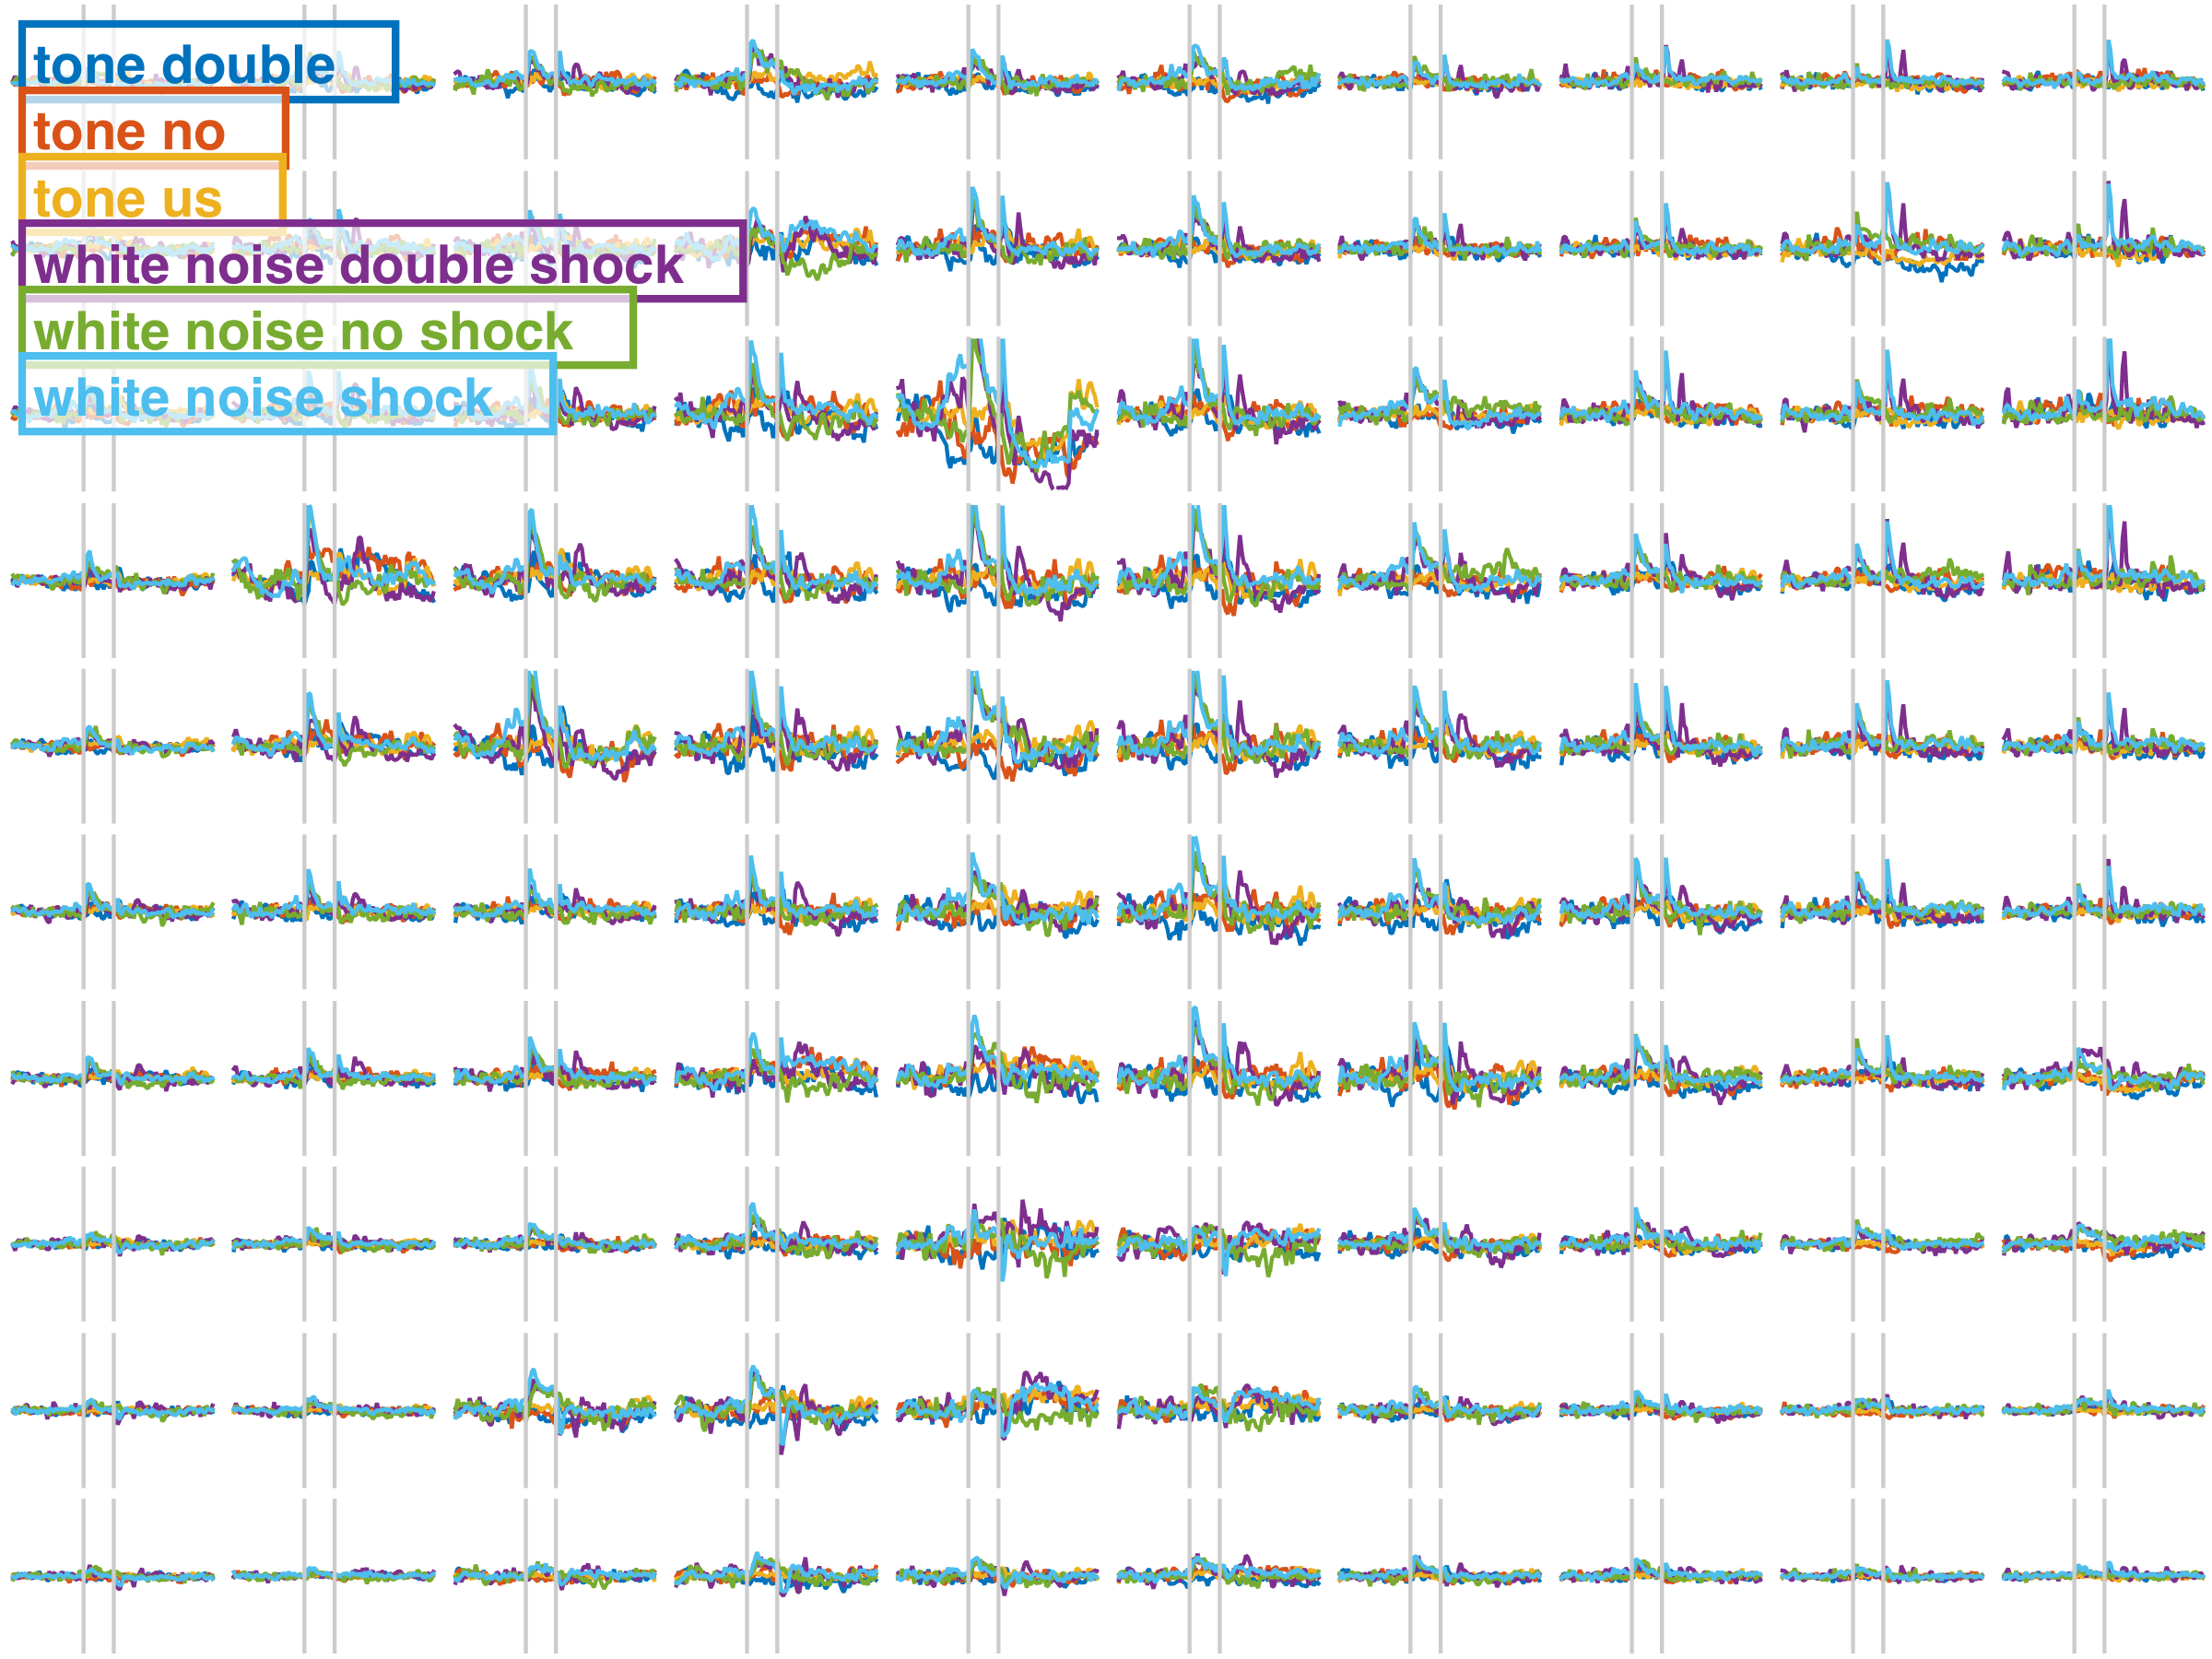 tone double
tone no
tone us
white noise double shock
white noise no shock
white noise shock